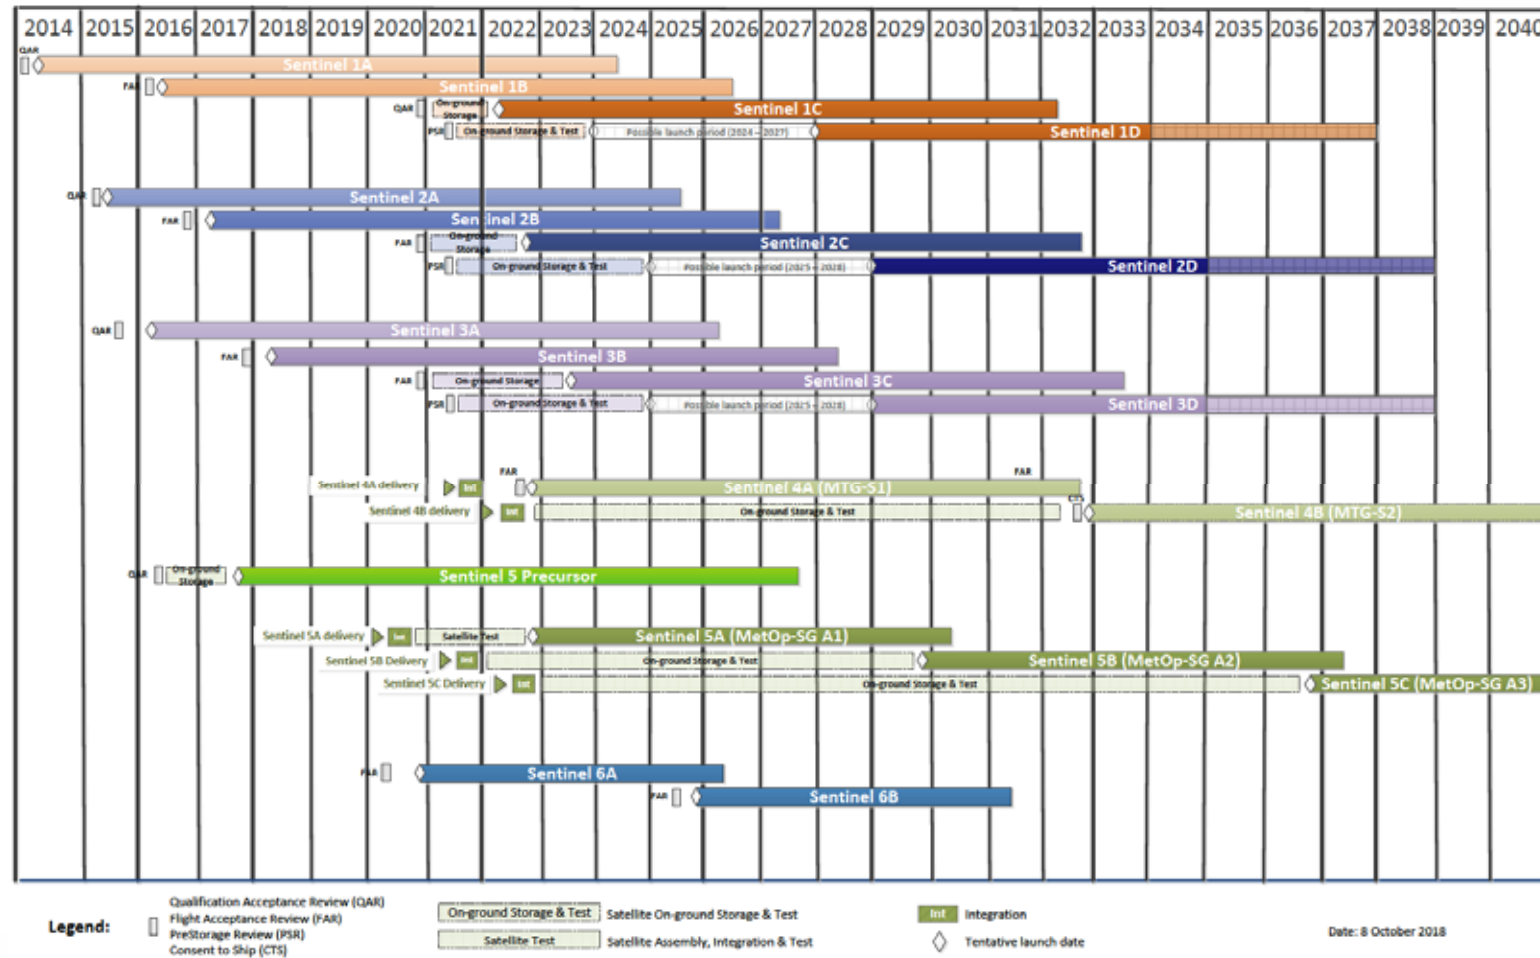 2014 2015 2016 2017 2018 2019 2020 2021 2022 2023 2024 2025 2026 2027 2028 2029 2030 2031 2032 2033 2034 2035 2036 2037 2038 2039 2040
QAR
Sentinel 1A
FAR Sentinel 1B
QAR On-ground Storage Sentinel 1C
PSR On-ground Storage & Test Possible launch period (2024 – 2027) Sentinel 1D
QAR Sentinel 2A
FAR Sentinel 2B
FAR On-ground Storage Sentinel 2C
PSR On-ground Storage & Test Possible launch period (2025 – 2028) Sentinel 2D
QAR Sentinel 3A
FAR Sentinel 3B
FAR On-ground Storage Sentinel 3C
PSR On-ground Storage & Test Possible launch period (2025 – 2028) Sentinel 3D
FAR FAR
Sentinel 4A delivery Int Sentinel 4A (MTG-S1)
CTS
Sentinel 4B delivery Int On-ground Storage & Test Sentinel 4B (MTG-S2)
QAR On-ground Storage Sentinel 5 Precursor
Sentinel 5A delivery Int Satellite Test Sentinel 5A (MetOp-SG A1)
Sentinel 5B Delivery Int On-ground Storage & Test Sentinel 5B (MetOp-SG A2)
Sentinel 5C Delivery Int On-ground Storage & Test Sentinel 5C (MetOp-SG A3)
FAR Sentinel 6A
FAR Sentinel 6B
Legend:
Qualification Acceptance Review (QAR)
Flight Acceptance Review (FAR)
PreStorage Review (PSR)
Consent to Ship (CTS)
On-ground Storage & Test Satellite On-ground Storage & Test
Satellite Test Satellite Assembly, Integration & Test
Int Integration
Tentative launch date
Date: 8 October 2018